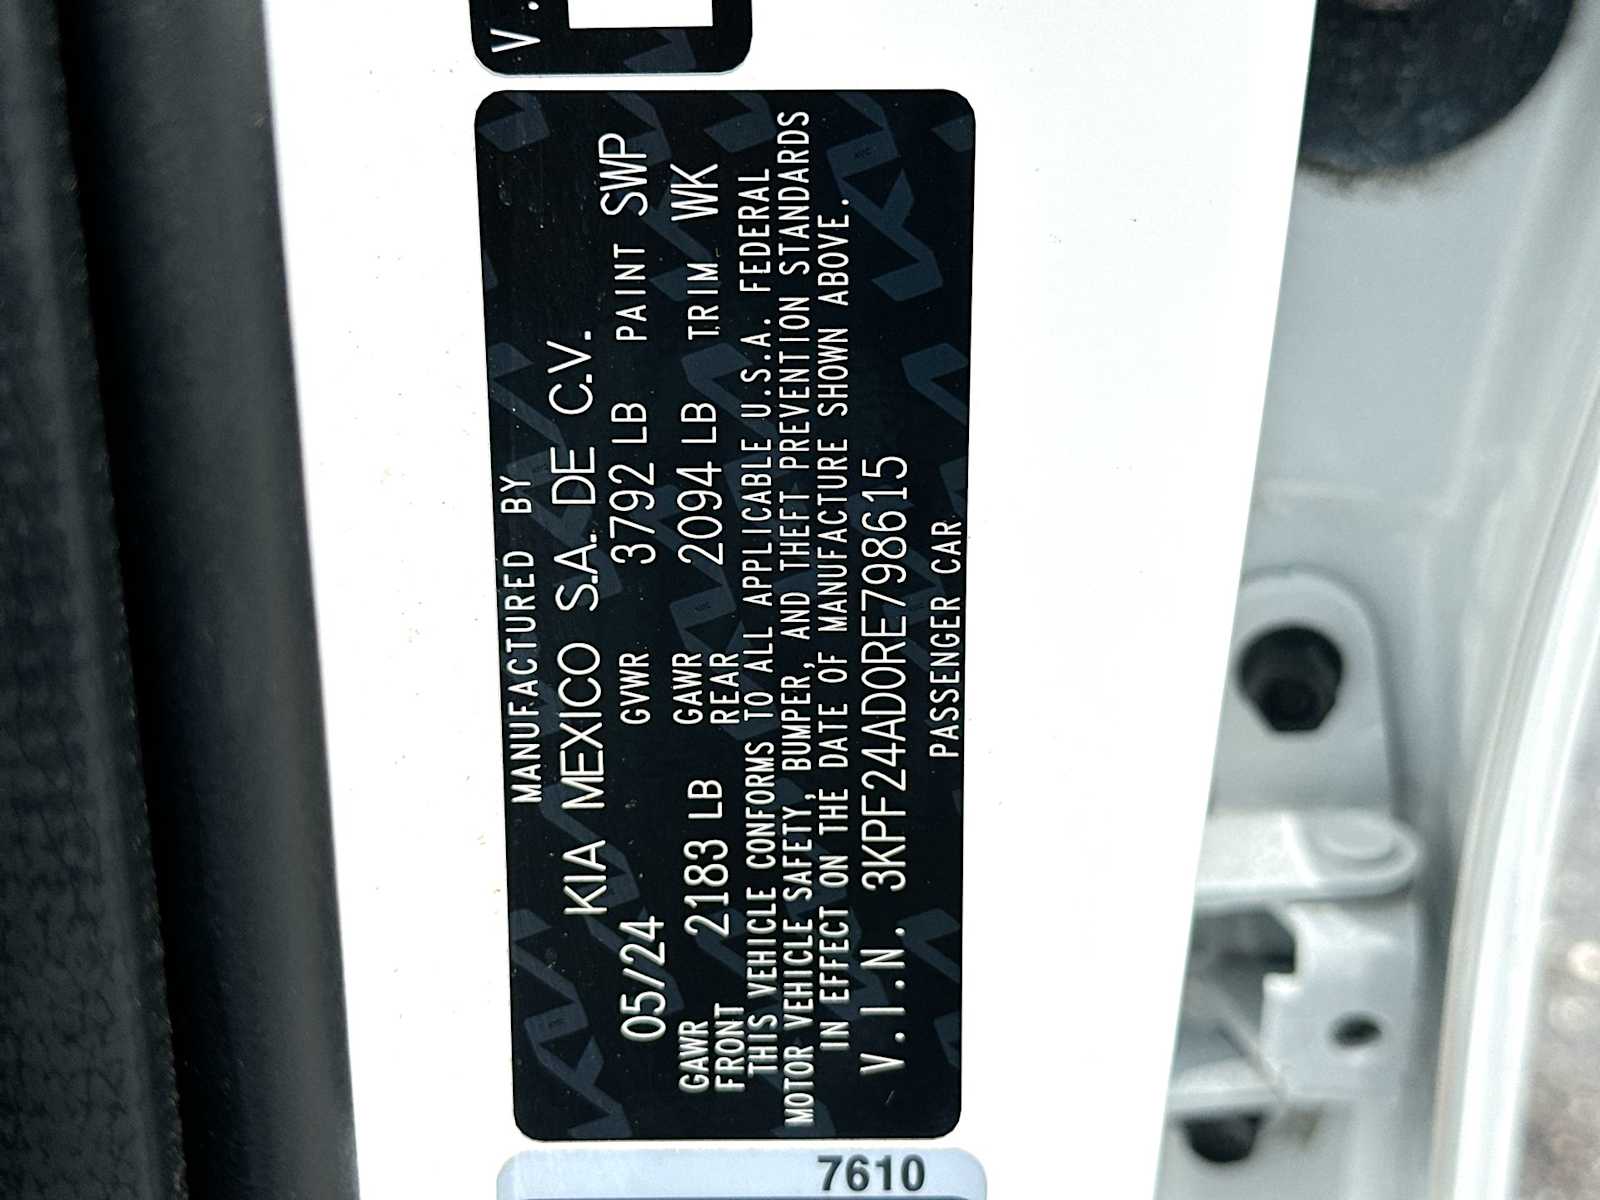 V.
MANUFACTURED BY
KIA MEXICO S.A. DE C.V.
05/24 GVWR 3792 LB PAINT SWP
GAWR FRONT 2183 LB GAWR REAR 2094 LB TRIM WK
THIS VEHICLE CONFORMS TO ALL APPLICABLE U.S.A. FEDERAL
MOTOR VEHICLE SAFETY, BUMPER, AND THEFT PREVENTION STANDARDS
IN EFFECT ON THE DATE OF MANUFACTURE SHOWN ABOVE.
V.I.N. 3KPF24AD0RE798615
PASSENGER CAR
7610